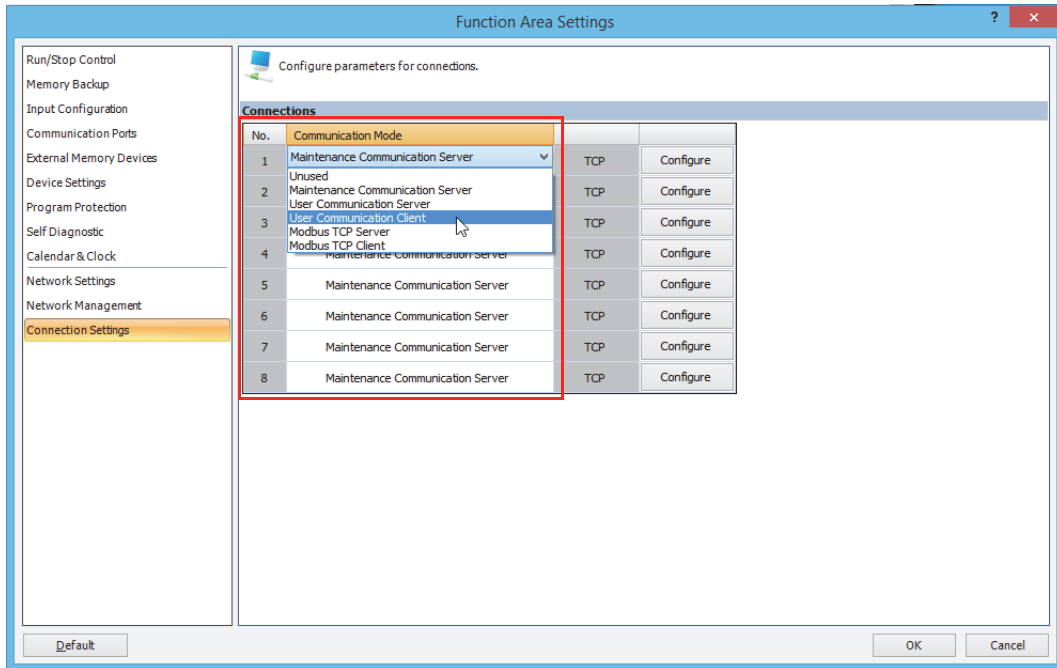 Function Area Settings
?
Run/Stop Control
Memory Backup
Input Configuration
Communication Ports
External Memory Devices
Device Settings
Program Protection
Self Diagnostic
Calendar & Clock
Network Settings
Network Management
Connection Settings
Configure parameters for connections.
Connections
No. Communication Mode
1 Maintenance Communication Server TCP Configure
Unused
Maintenance Communication Server
User Communication Server
User Communication Client
Modbus TCP Server
Modbus TCP Client
2 TCP Configure
3 TCP Configure
4 Maintenance Communication Server TCP Configure
5 Maintenance Communication Server TCP Configure
6 Maintenance Communication Server TCP Configure
7 Maintenance Communication Server TCP Configure
8 Maintenance Communication Server TCP Configure
Default OK Cancel